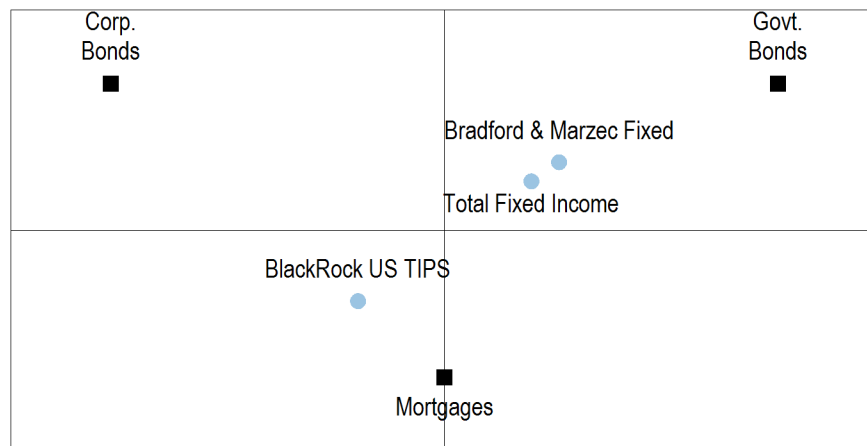 Corp.
Bonds
Govt.
Bonds
Bradford & Marzec Fixed
Total Fixed Income
BlackRock US TIPS
Mortgages